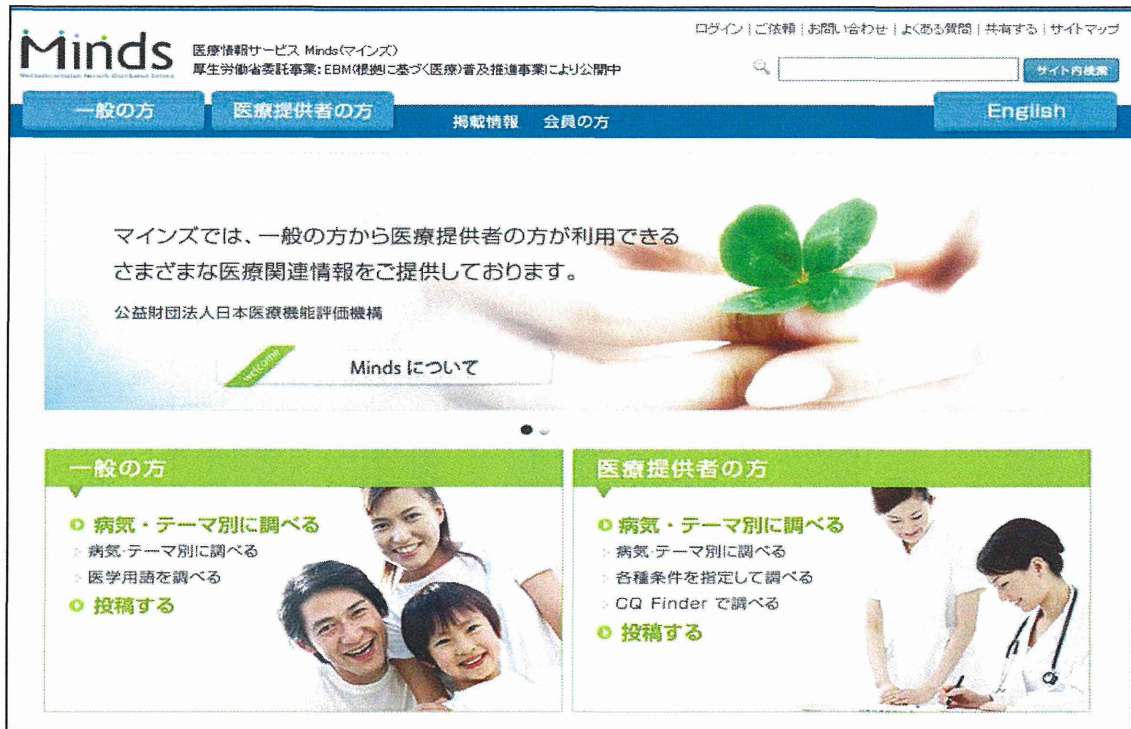 ログイン | ご依頼 | お問い合わせ | よくある質問 | 共有する | サイトマップ
Minds
医療情報サービス Minds(マインズ)
厚生労働省委託事業:EBM(根拠に基づく医療)普及推進事業により公開中
サイト内検索
一般の方
医療提供者の方
掲載情報
会員の方
English
マインズでは、一般の方から医療提供者の方が利用できる
さまざまな医療関連情報をご提供しております。
公益財団法人日本医療機能評価機構
welcome
Minds について
一般の方
病気・テーマ別に調べる
病気・テーマ別に調べる
医学用語を調べる
投稿する
医療提供者の方
病気・テーマ別に調べる
病気・テーマ別に調べる
各種条件を指定して調べる
CQ Finder で調べる
投稿する